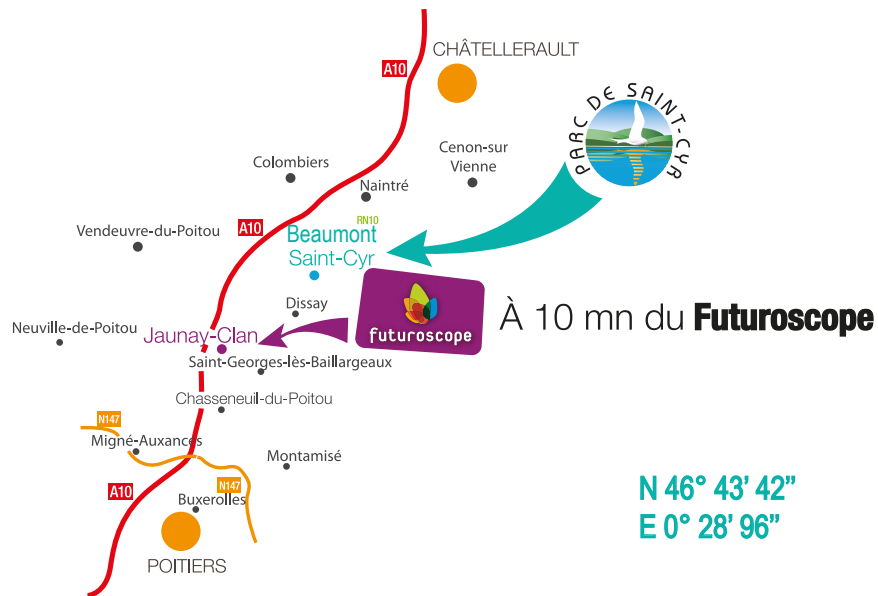 CHÂTELLERAULT
A10
PARC DE SAINT-CYR
Cenon-sur
Vienne
Colombiers
Naintré
RN10
A10
Beaumont
Saint-Cyr
Vendeuvre-du-Poitou
Dissay
futuroscope
À 10 mn du Futuroscope
Neuville-de-Poitou
Jaunay-Clan
Saint-Georges-lès-Baillargeaux
Chasseneuil-du-Poitou
N147
Migné-Auxances
Montamisé
N147
A10
Buxerolles
POITIERS
N 46° 43’ 42”
E 0° 28’ 96”